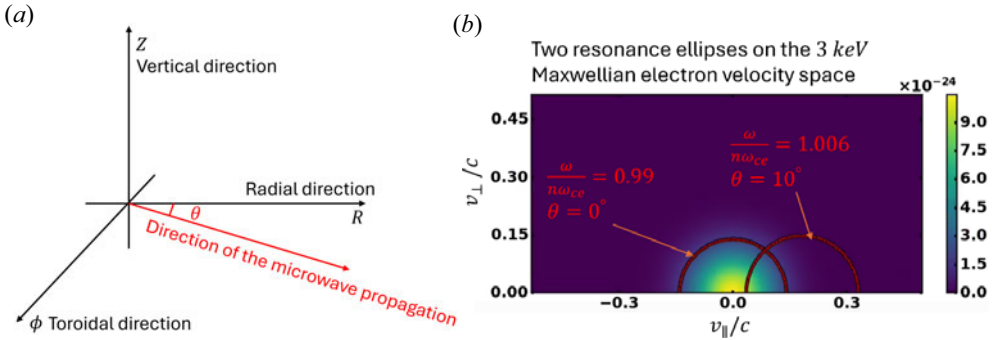 (a)
Z
Vertical direction
Radial direction
R
θ
Direction of the microwave propagation
ϕ Toroidal direction
(b)
Two resonance ellipses on the 3 keV
Maxwellian electron velocity space
×10⁻²⁴
0.45
0.30
0.15
0.00
v⊥/c
ω/nω_ce = 0.99
θ = 0°
ω/nω_ce = 1.006
θ = 10°
−0.3
0.0
0.3
v∥/c
9.0
7.5
6.0
4.5
3.0
1.5
0.0